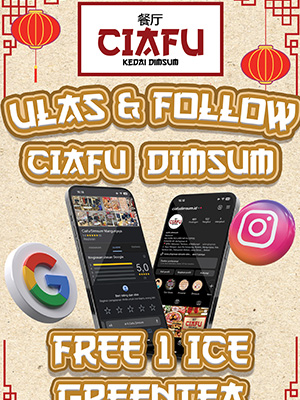 餐厅
CIAFU
KEDAI DIMSUM
ULAS & FOLLOW
CIAFU DIMSUM
5,0
G
FREE 1 ICE
GREENTEA